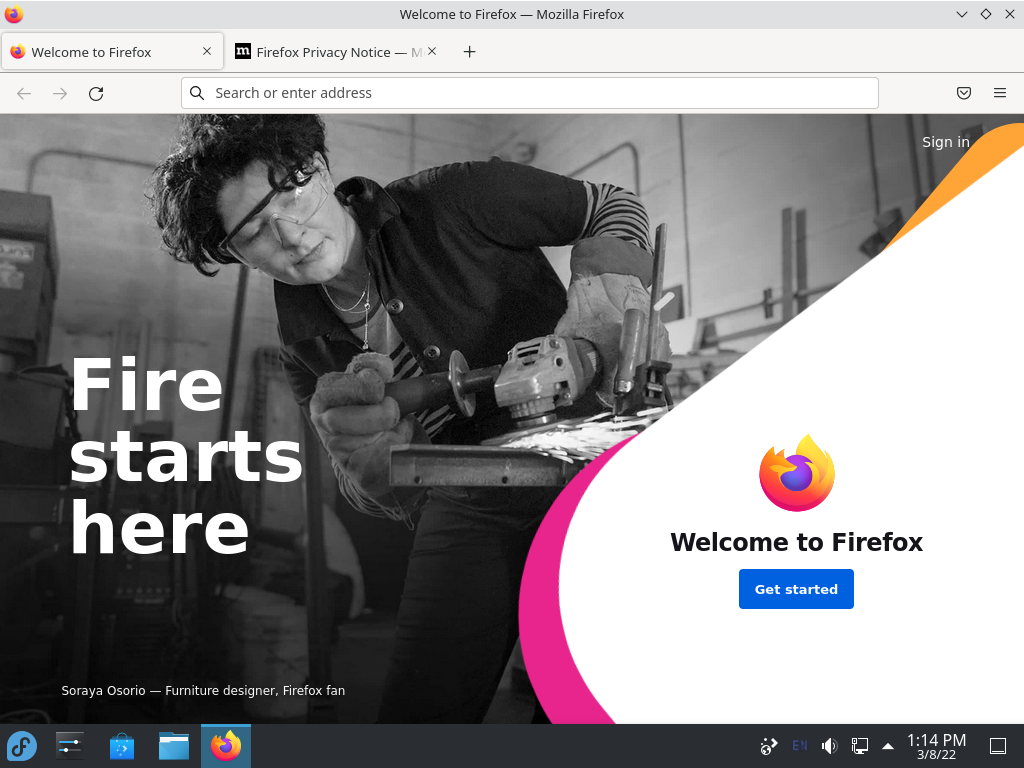 Welcome to Firefox — Mozilla Firefox
Welcome to Firefox
Firefox Privacy Notice — M
Search or enter address
Sign in
Fire
starts
here
Welcome to Firefox
Get started
Soraya Osorio — Furniture designer, Firefox fan
EN
1:14 PM
3/8/22